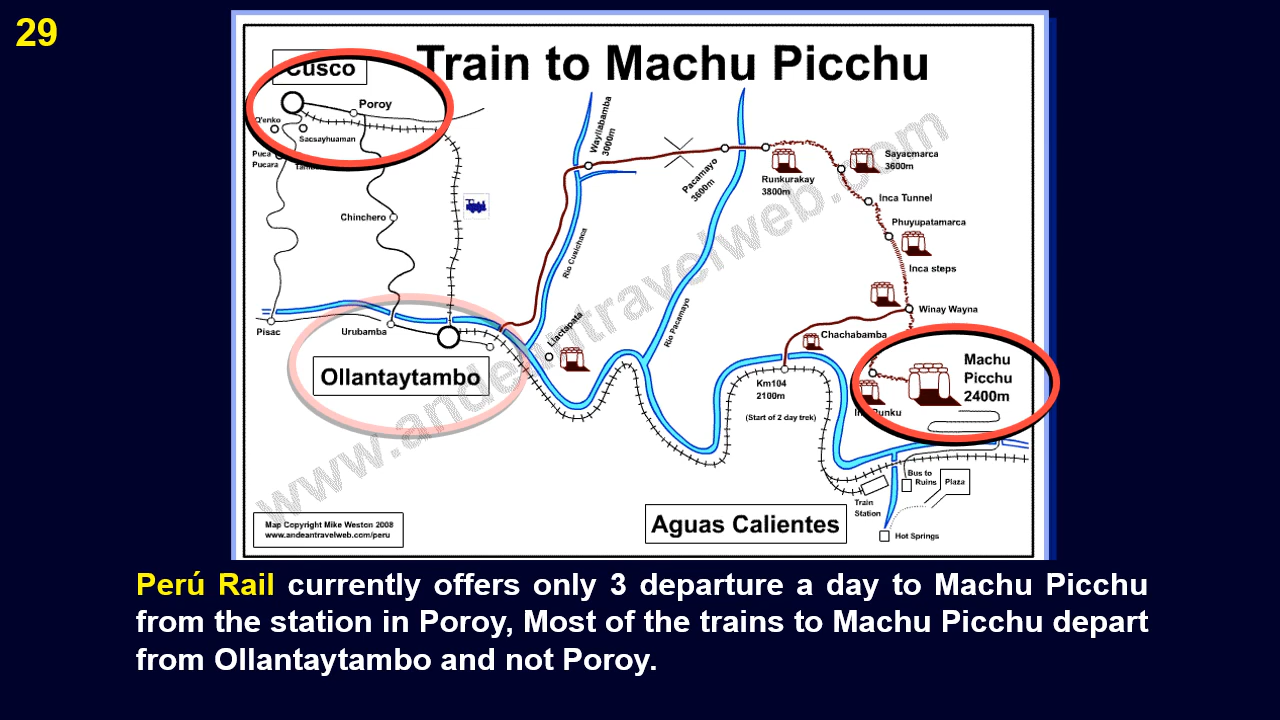 29
Train to Machu Picchu
Cusco
Poroy
Q'enko
Sacsayhuaman
Puca
Pucara
Chinchero
Pisac
Urubamba
Ollantaytambo
Wayllabamba
3000m
Rio Cusichaca
Llactapata
Pacamayo
3600m
Rio Pacamayo
Runkurakay
3800m
Sayacmarca
3600m
Inca Tunnel
Phuyupatamarca
Inca steps
Winay Wayna
Chachabamba
Km104
2100m
(Start of 2 day trek)
Machu
Picchu
2400m
Bus to
Ruins
Plaza
Train
Station
Hot Springs
Aguas Calientes
www.andeantravelweb.com
Map Copyright Mike Weston 2008
www.andeantravelweb.com/peru
Perú Rail currently offers only 3 departure a day to Machu Picchu
from the station in Poroy, Most of the trains to Machu Picchu depart
from Ollantaytambo and not Poroy.